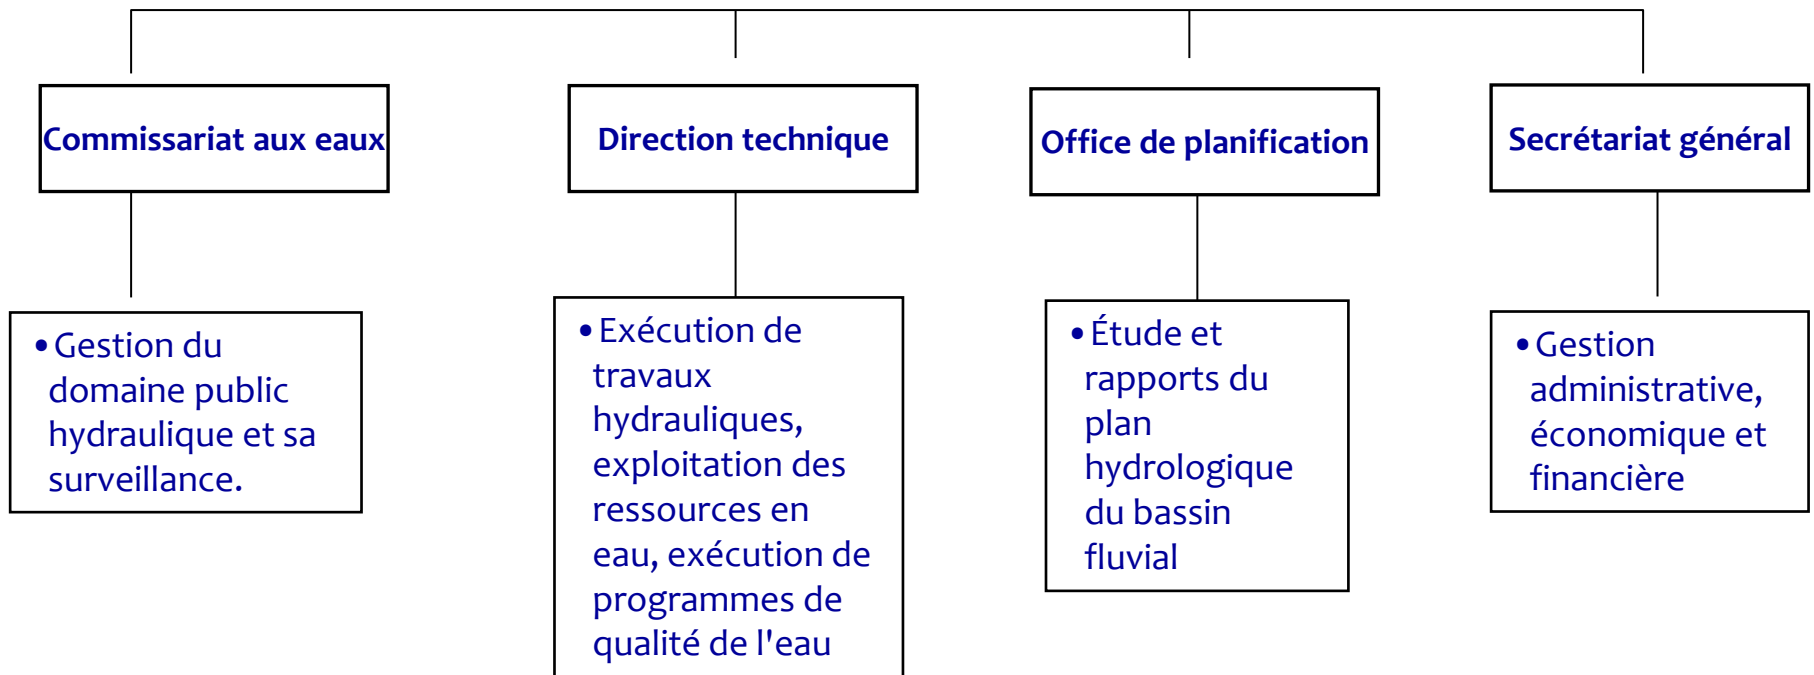 Commissariat aux eaux
Direction technique
Office de planification
Secrétariat général
•Gestion du
domaine public
hydraulique et sa
surveillance.
•Exécution de
travaux
hydrauliques,
exploitation des
ressources en
eau, exécution de
programmes de
qualité de l'eau
•Étude et
rapports du
plan
hydrologique
du bassin
fluvial
•Gestion
administrative,
économique et
financière